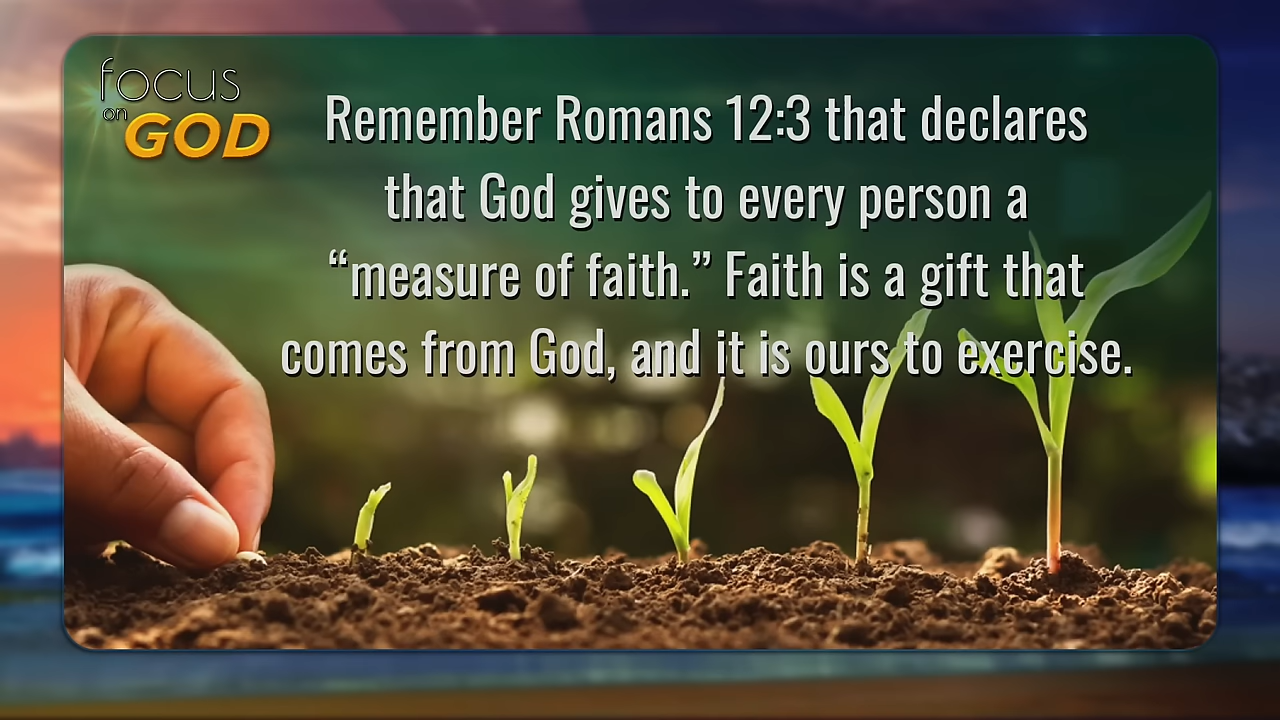 focus
on
GOD
Remember Romans 12:3 that declares
that God gives to every person a
“measure of faith.” Faith is a gift that
comes from God, and it is ours to exercise.